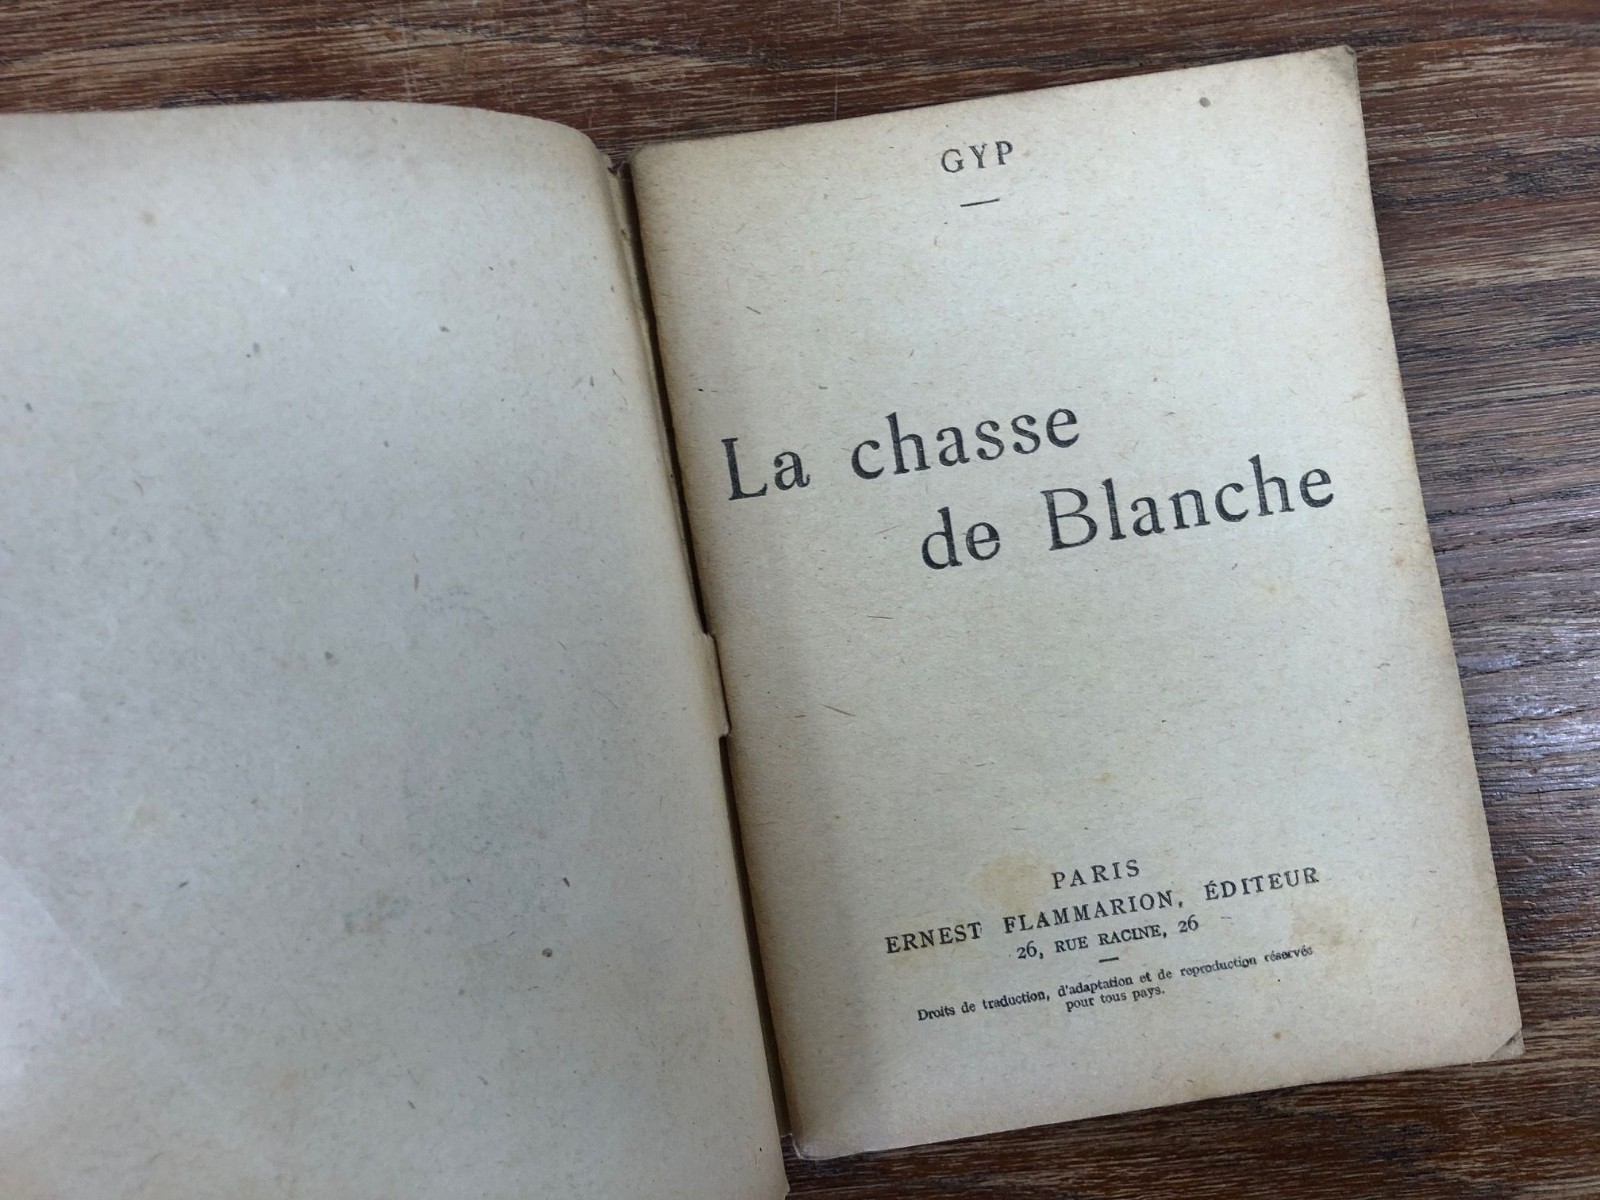 GYP
La chasse
de Blanche
PARIS
ERNEST FLAMMARION, ÉDITEUR
26, RUE RACINE, 26
Droits de traduction, d'adaptation et de reproduction réservés
pour tous pays.